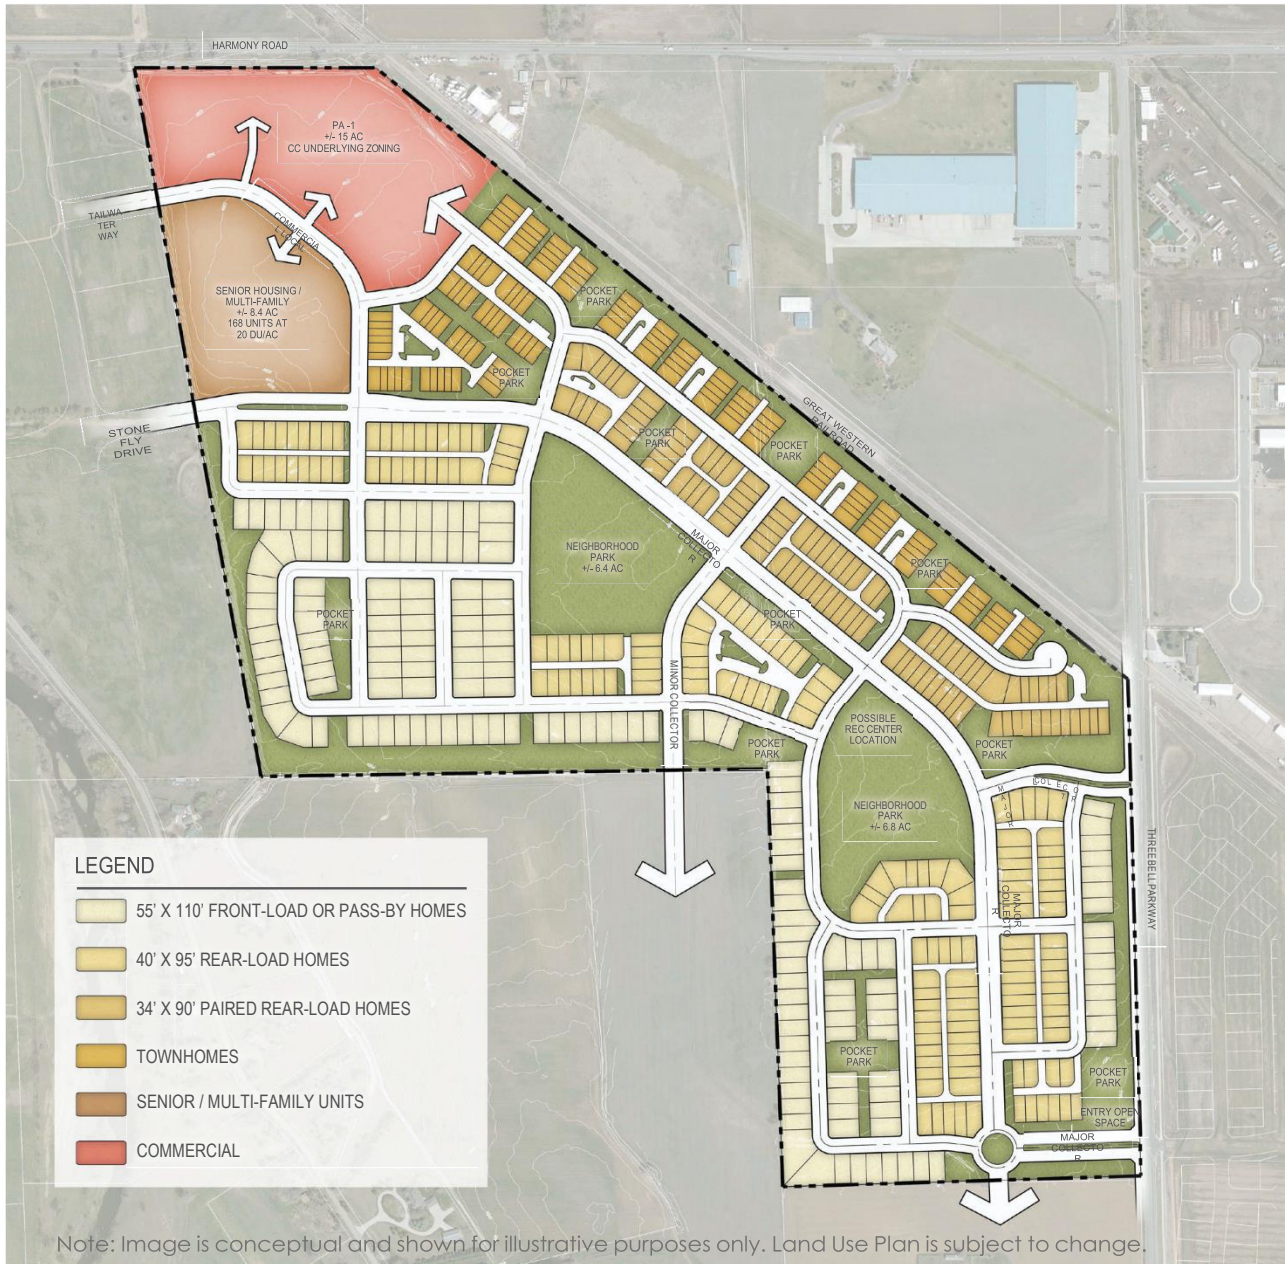 HARMONY ROAD
PA -1
+/- 15 AC
CC UNDERLYING ZONING
TAILWA
TER
WAY
COMMERCIA
L LOCAL
SENIOR HOUSING /
MULTI-FAMILY
+/- 8.4 AC
168 UNITS AT
20 DU/AC
POCKET
PARK
POCKET
PARK
GREAT WESTERN
RAILROAD
STONE
FLY
DRIVE
POCKET
PARK
POCKET
PARK
NEIGHBORHOOD
PARK
+/- 6.4 AC
MAJOR
COLLECTO
R
POCKET
PARK
POCKET
PARK
POCKET
PARK
MINOR COLLECTOR
POSSIBLE
REC CENTER
LOCATION
POCKET
PARK
POCKET
PARK
MAJOR
COLLECTOR
NEIGHBORHOOD
PARK
+/- 6.8 AC
THREEBELL PARKWAY
MAJOR
COLLECTO
R
POCKET
PARK
POCKET
PARK
ENTRY OPEN
SPACE
MAJOR
COLLECTO
R
LEGEND
55' X 110' FRONT-LOAD OR PASS-BY HOMES
40' X 95' REAR-LOAD HOMES
34' X 90' PAIRED REAR-LOAD HOMES
TOWNHOMES
SENIOR / MULTI-FAMILY UNITS
COMMERCIAL
Note: Image is conceptual and shown for illustrative purposes only. Land Use Plan is subject to change.